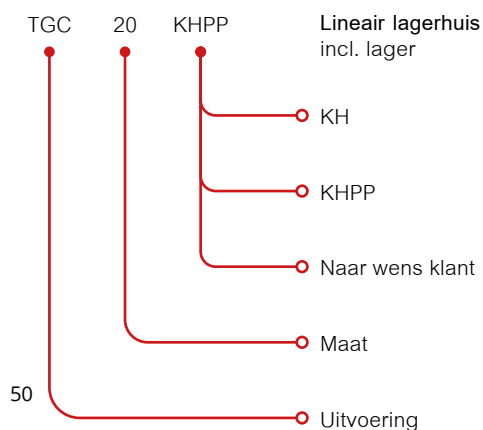 TGC 20 KHPP Lineair lagerhuis
incl. lager
KH
KHPP
Naar wens klant
Maat
50
Uitvoering